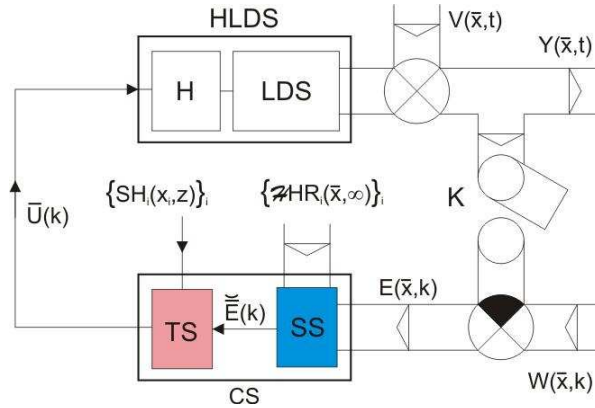 HLDS
V(x̄,t)
Y(x̄,t)
H
LDS
{SHᵢ(xᵢ,z)}ᵢ
{ℋHRᵢ(x̄,∞)}ᵢ
K
Ū(k)
E(x̄,k)
Ē̆(k)
TS
SS
W(x̄,k)
CS